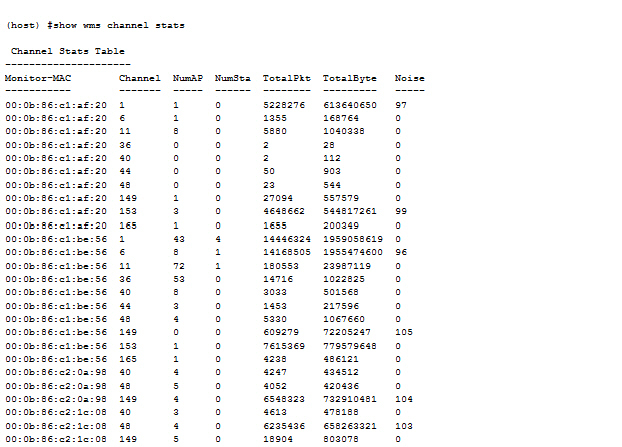 (host) #show wms channel stats
Channel Stats Table
---------------------
Monitor-MAC Channel NumAP NumSta TotalPkt TotalByte Noise
----------- ------- ----- ------ -------- --------- -----
00:0b:86:c1:af:20 1 1 0 5228276 613640650 97
00:0b:86:c1:af:20 6 1 0 1355 168764 0
00:0b:86:c1:af:20 11 8 0 5880 1040338 0
00:0b:86:c1:af:20 36 0 0 2 28 0
00:0b:86:c1:af:20 40 0 0 2 112 0
00:0b:86:c1:af:20 44 0 0 50 903 0
00:0b:86:c1:af:20 48 0 0 23 544 0
00:0b:86:c1:af:20 149 1 0 27094 557579 0
00:0b:86:c1:af:20 153 3 0 4648662 544817261 99
00:0b:86:c1:af:20 165 1 0 1655 200349 0
00:0b:86:c1:be:56 1 43 4 14446324 1959058619 0
00:0b:86:c1:be:56 6 8 1 14168505 1955474600 96
00:0b:86:c1:be:56 11 72 1 180553 23987119 0
00:0b:86:c1:be:56 36 53 0 14716 1022825 0
00:0b:86:c1:be:56 40 8 0 3033 501568 0
00:0b:86:c1:be:56 44 3 0 1453 217596 0
00:0b:86:c1:be:56 48 4 0 5330 1067660 0
00:0b:86:c1:be:56 149 0 0 609279 72205247 105
00:0b:86:c1:be:56 153 1 0 7615369 779579648 0
00:0b:86:c1:be:56 165 1 0 4238 486121 0
00:0b:86:c2:0a:98 40 4 0 4247 434512 0
00:0b:86:c2:0a:98 48 5 0 4052 420436 0
00:0b:86:c2:0a:98 149 4 0 6548323 732910481 104
00:0b:86:c2:1c:08 40 3 0 4613 478188 0
00:0b:86:c2:1c:08 48 4 0 6235436 658263321 103
00:0b:86:c2:1c:08 149 5 0 18904 803078 0